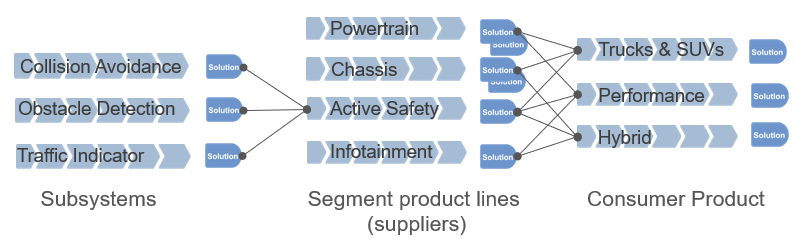 Powertrain
Solution
Solution
Trucks & SUVs
Solution
Collision Avoidance
Solution
Chassis
Solution
Solution
Performance
Solution
Obstacle Detection
Solution
Active Safety
Solution
Hybrid
Solution
Traffic Indicator
Solution
Infotainment
Solution
Subsystems
Segment product lines
(suppliers)
Consumer Product